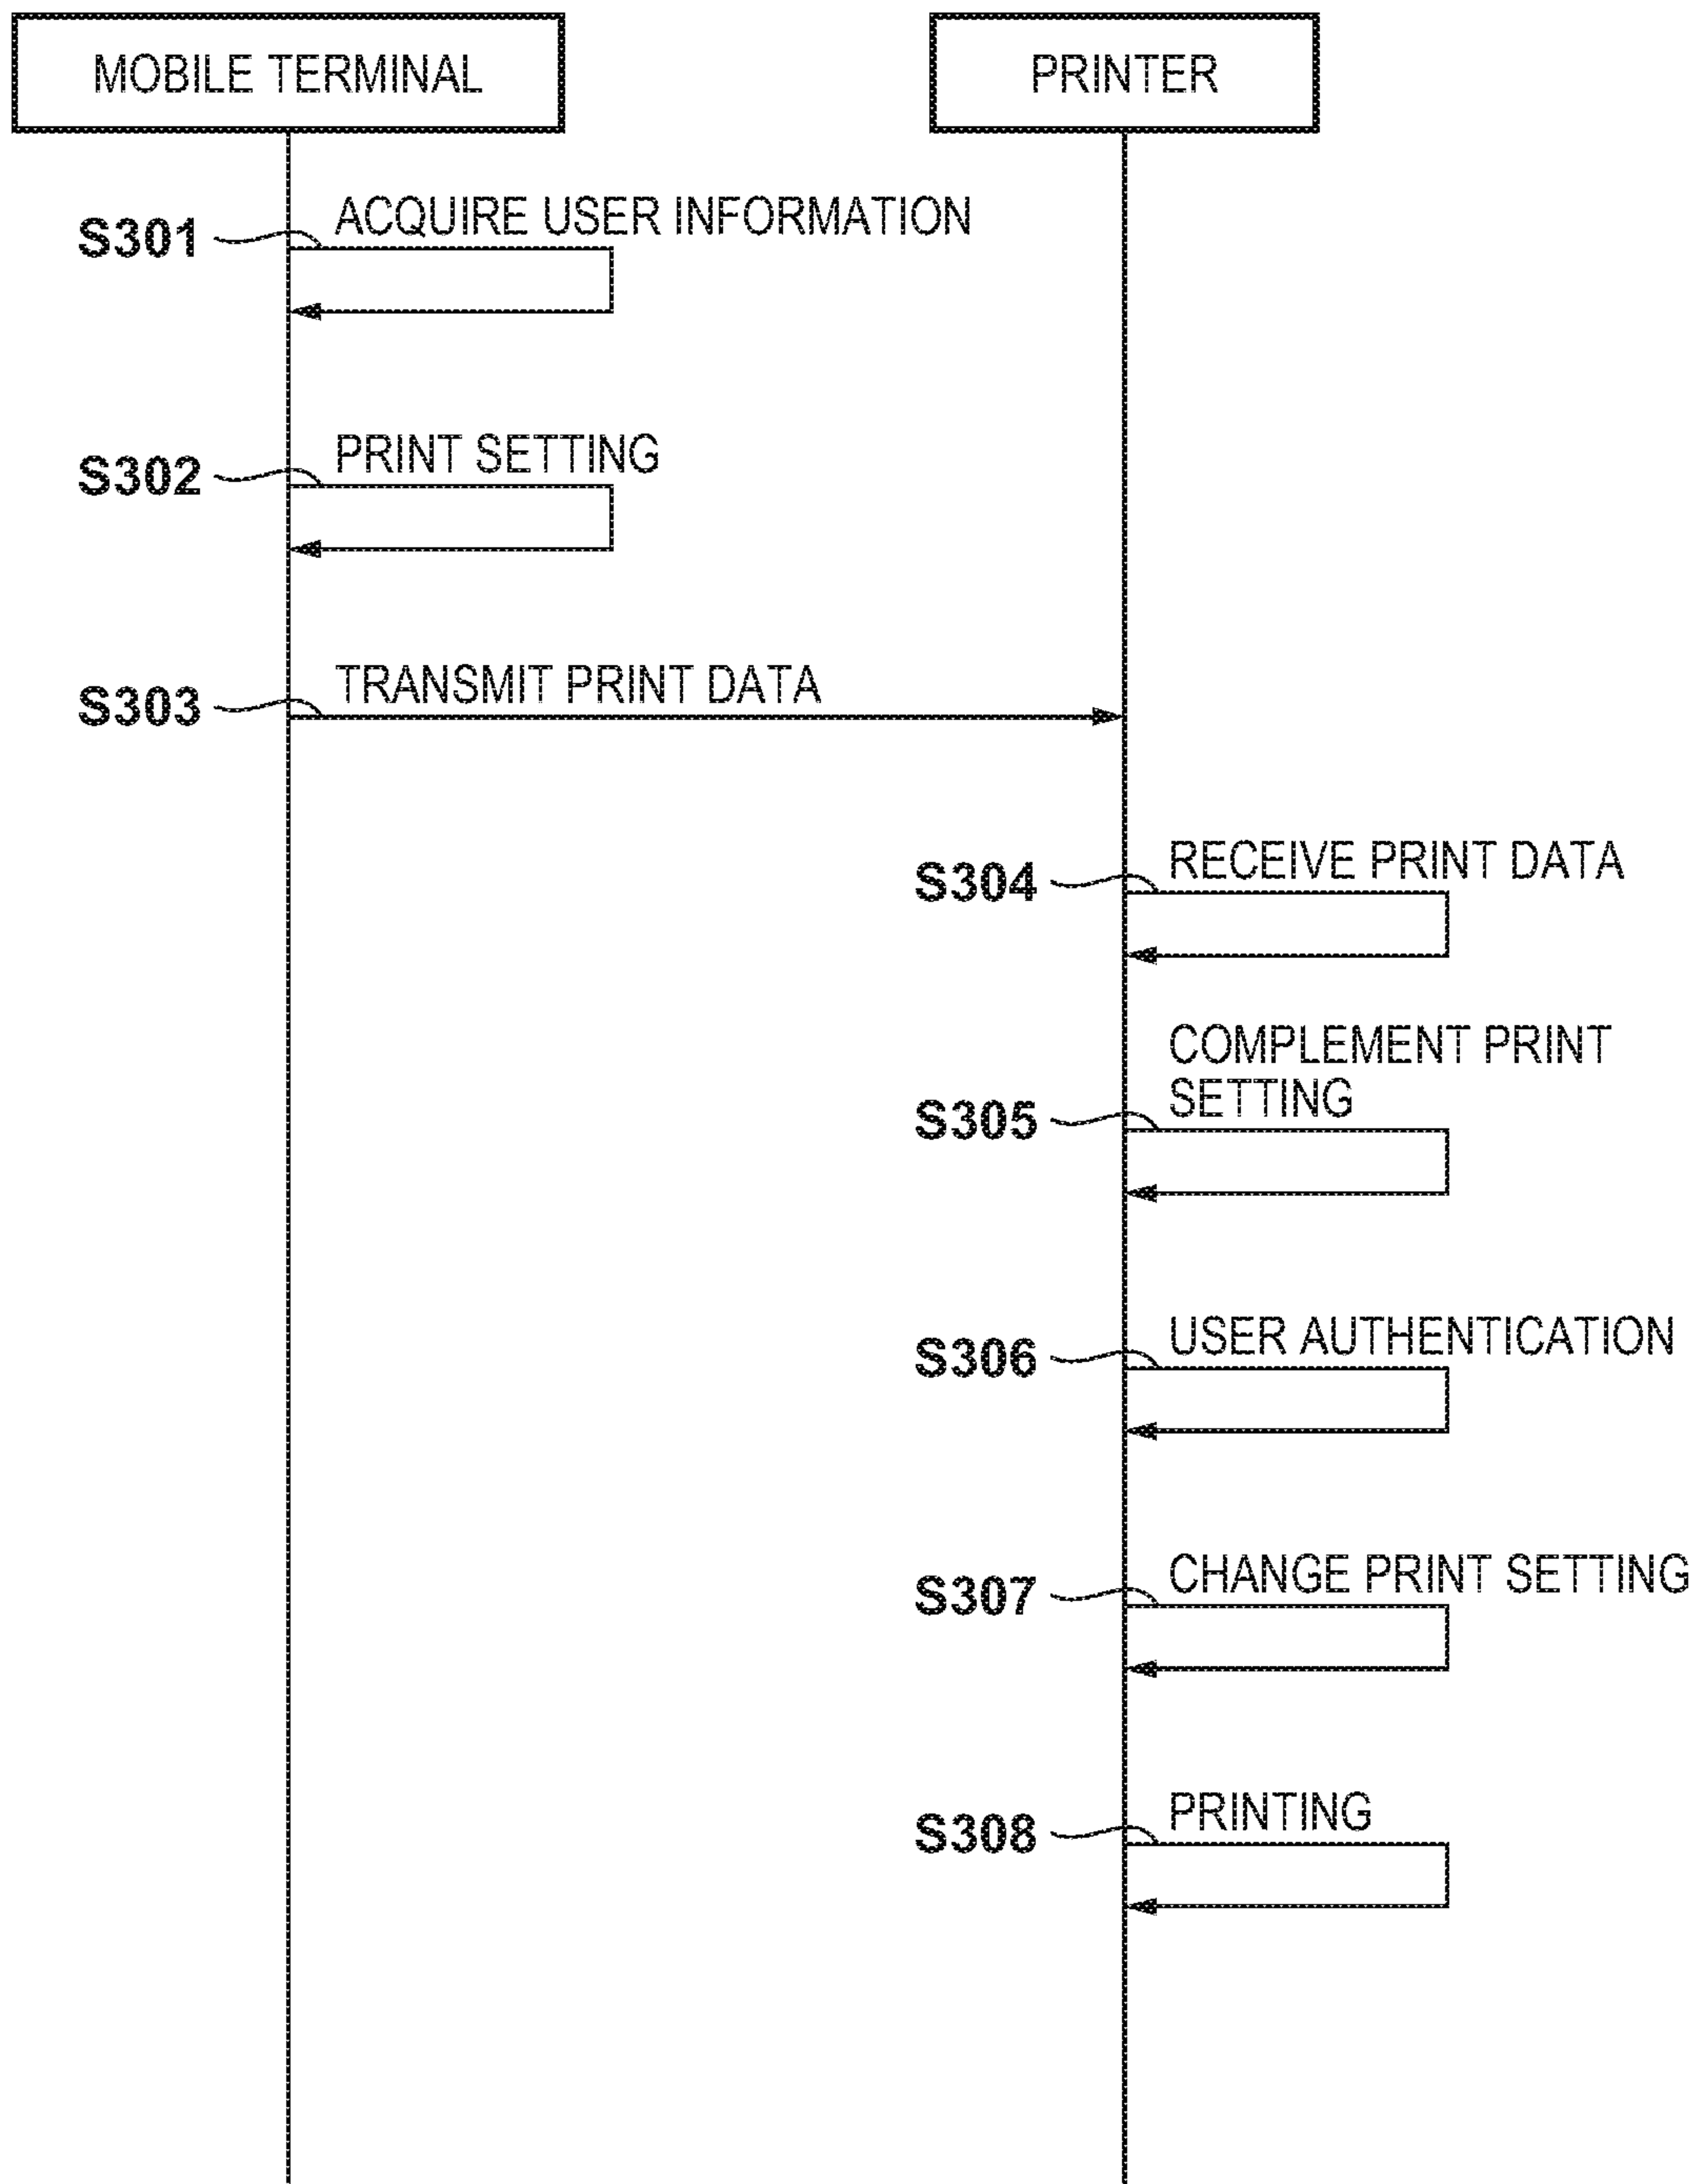 MOBILE TERMINAL
PRINTER
S301
ACQUIRE USER INFORMATION
S302
PRINT SETTING
S303
TRANSMIT PRINT DATA
S304
RECEIVE PRINT DATA
S305
COMPLEMENT PRINT
SETTING
S306
USER AUTHENTICATION
S307
CHANGE PRINT SETTING
S308
PRINTING